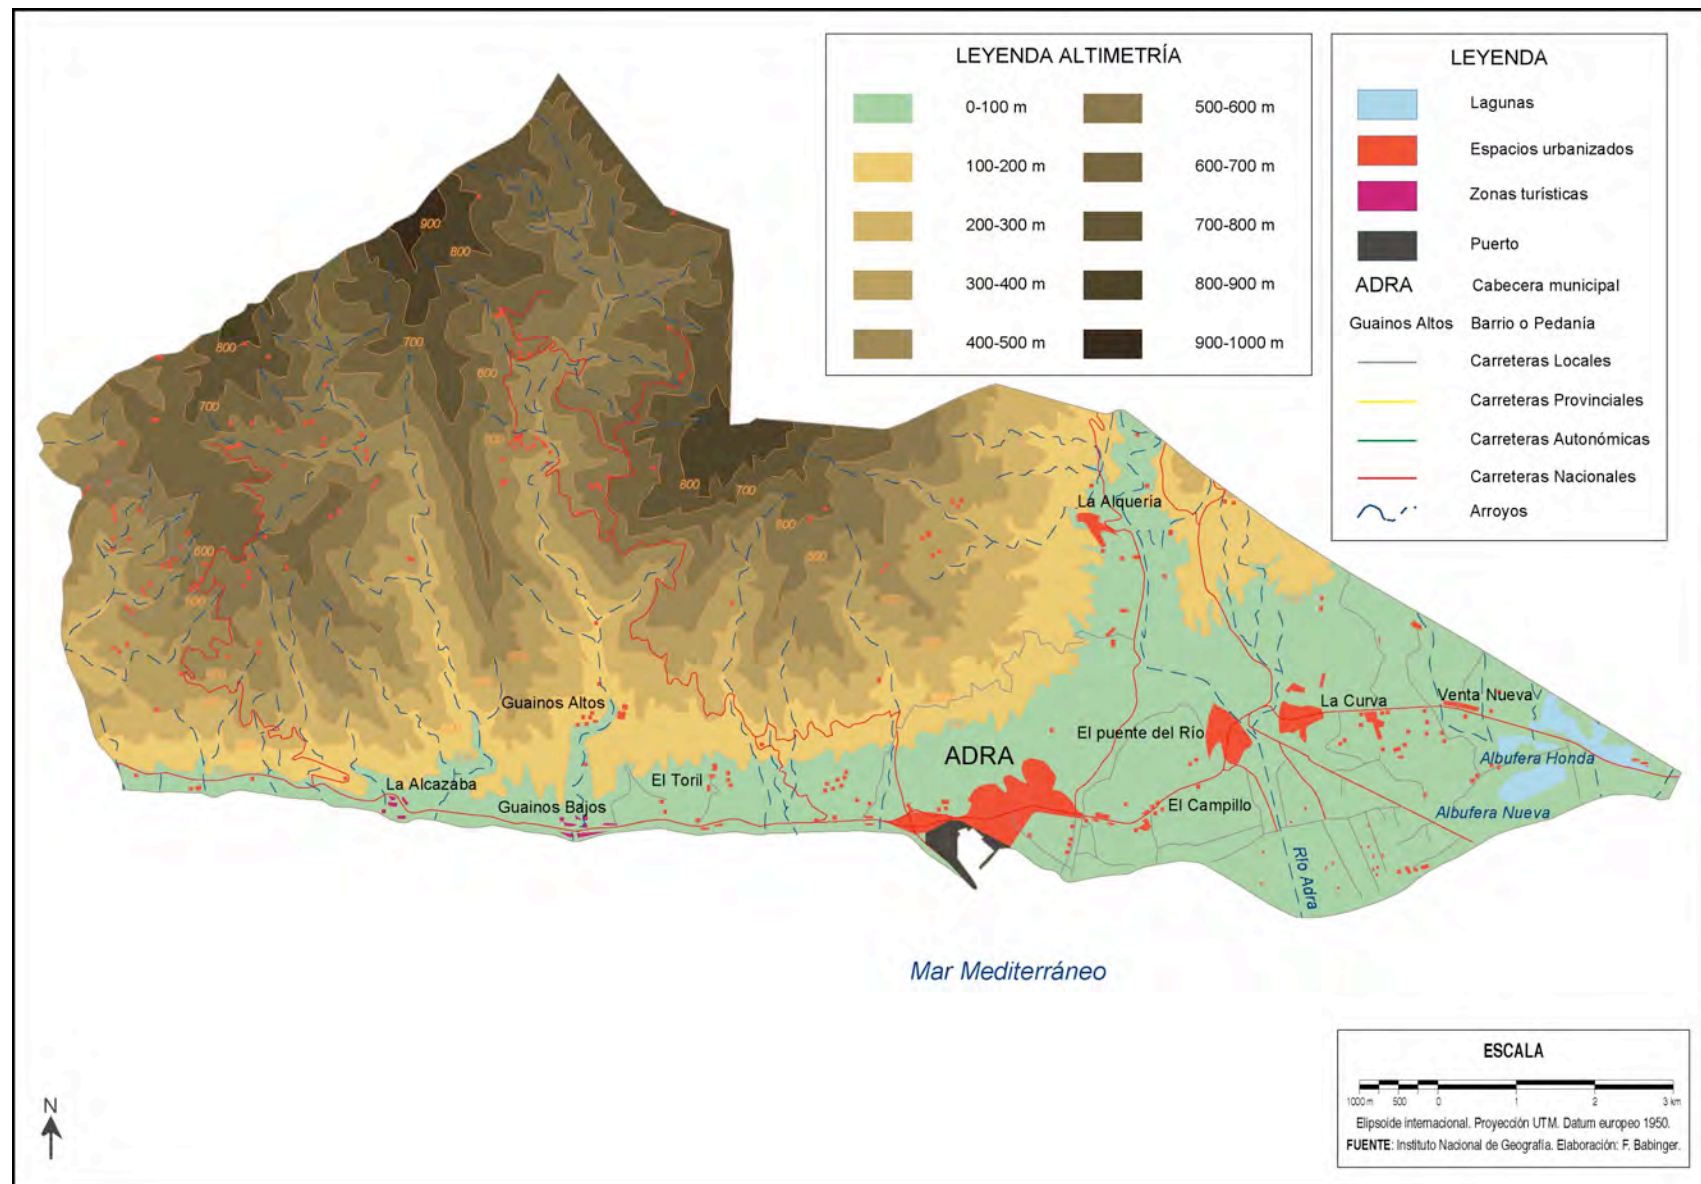 LEYENDA ALTIMETRÍA
0-100 m
100-200 m
200-300 m
300-400 m
400-500 m
500-600 m
600-700 m
700-800 m
800-900 m
900-1000 m
LEYENDA
Lagunas
Espacios urbanizados
Zonas turísticas
Puerto
ADRA Cabecera municipal
Guainos Altos Barrio o Pedanía
Carreteras Locales
Carreteras Provinciales
Carreteras Autonómicas
Carreteras Nacionales
Arroyos
900
800
700
800
600
700
800
700
600
La Alquería
Guainos Altos
La Curva
Venta Nueva
El puente del Río
ADRA
Albufera Honda
El Toril
La Alcazaba
Guainos Bajos
El Campillo
Albufera Nueva
Río Adra
Mar Mediterráneo
N
ESCALA
1000 m 500 0 1 2 3 km
Elipsoide internacional. Proyección UTM. Datum europeo 1950.
FUENTE: Instituto Nacional de Geografía. Elaboración: F. Babinger.